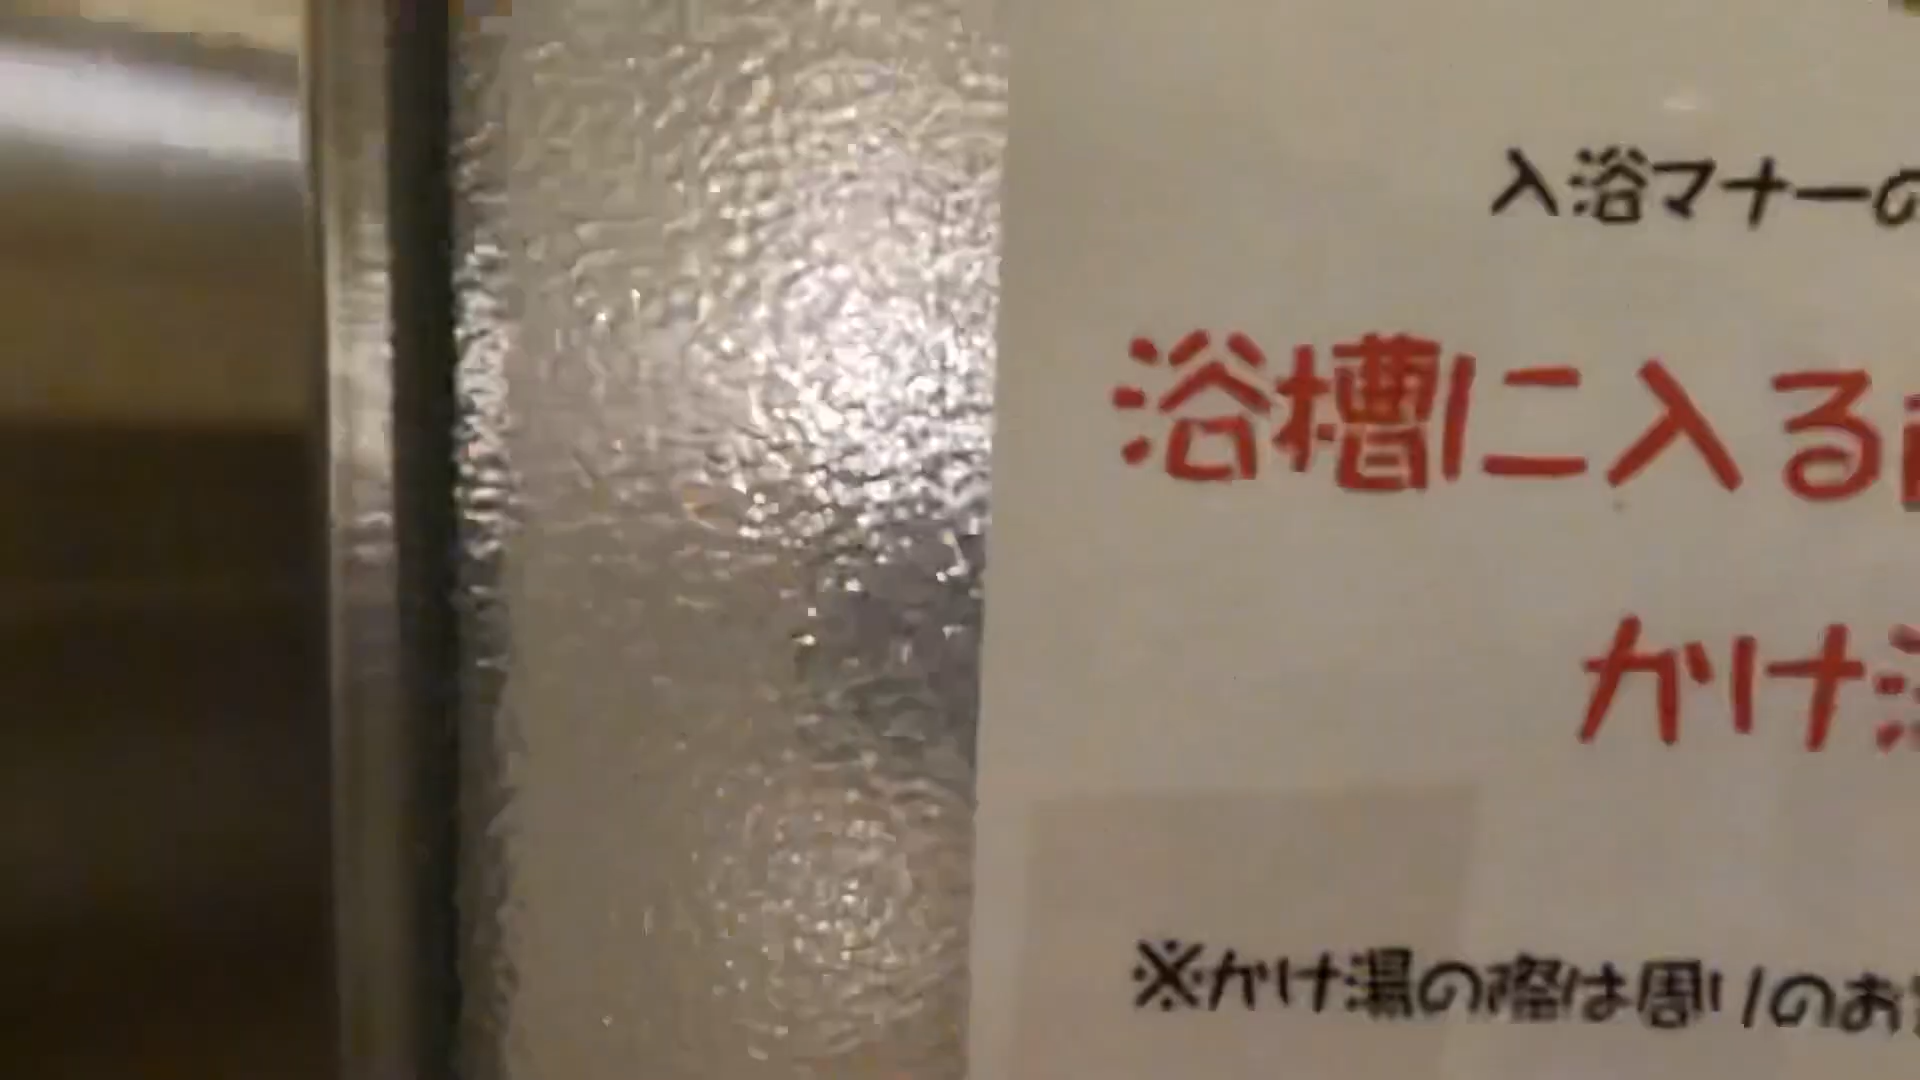 入浴マナーの
浴槽に入る
かけ
※かけ湯の際は周りのお